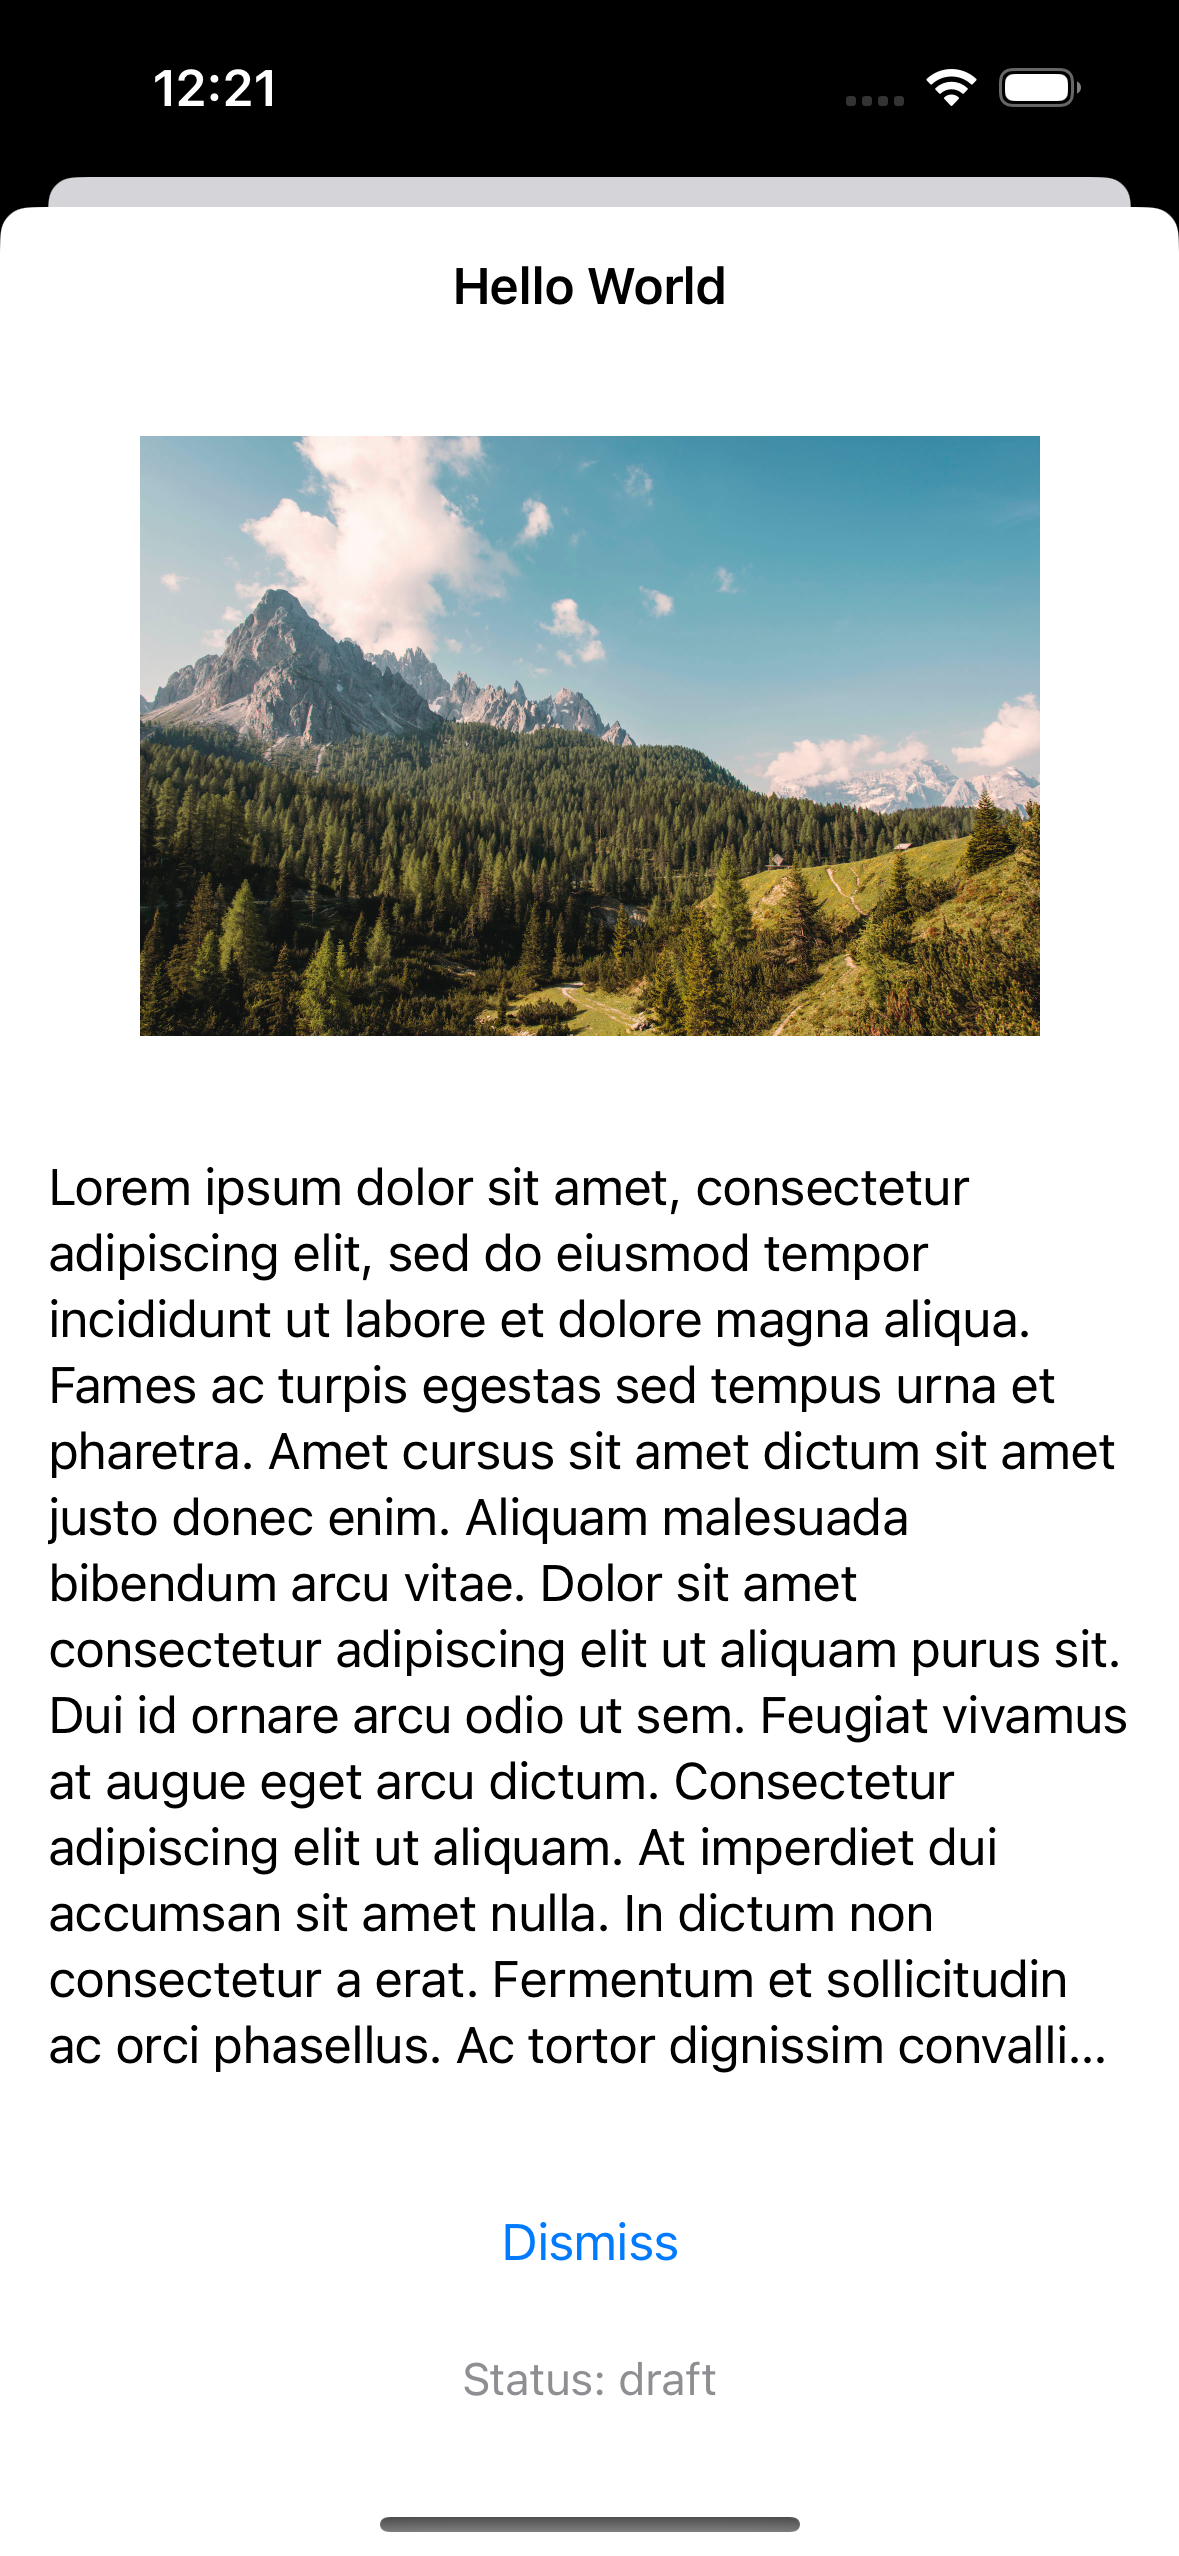 12:21
Hello World
Lorem ipsum dolor sit amet, consectetur
adipiscing elit, sed do eiusmod tempor
incididunt ut labore et dolore magna aliqua.
Fames ac turpis egestas sed tempus urna et
pharetra. Amet cursus sit amet dictum sit amet
justo donec enim. Aliquam malesuada
bibendum arcu vitae. Dolor sit amet
consectetur adipiscing elit ut aliquam purus sit.
Dui id ornare arcu odio ut sem. Feugiat vivamus
at augue eget arcu dictum. Consectetur
adipiscing elit ut aliquam. At imperdiet dui
accumsan sit amet nulla. In dictum non
consectetur a erat. Fermentum et sollicitudin
ac orci phasellus. Ac tortor dignissim convalli...
Dismiss
Status: draft